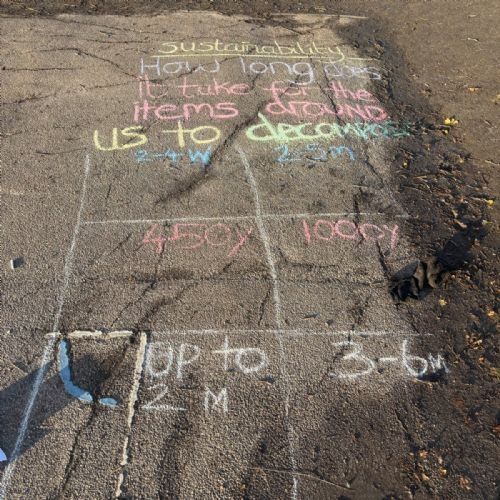 sustainability
How long does
it take for the
items around
us to decompose
2-4 W 2-5 m
450y 1000y
UP to 3-6m
2 M